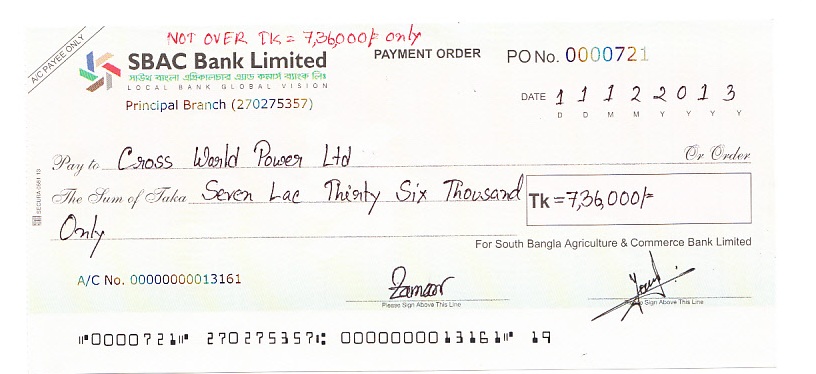 NOT OVER TK = 7,36,000/- only
A/C PAYEE ONLY
SBAC Bank Limited
সাউথ বাংলা এগ্রিকালচার এ্যান্ড কমার্স ব্যাংক লিঃ
LOCAL BANK GLOBAL VISION
Principal Branch (270275357)
PAYMENT ORDER
PO No. 0000721
DATE 1 1 1 2 2 0 1 3
D D M M Y Y Y Y
Pay to Cross World Power Ltd Or Order
The Sum of Taka Seven Lac Thirty Six Thousand
Only
Tk = 7,36,000/=
For South Bangla Agriculture & Commerce Bank Limited
A/C No. 00000000013161
Zaman
Please Sign Above This Line
Please Sign Above This Line
⑈0000721⑈ 270275357⑆ 0000000013161⑈ 19